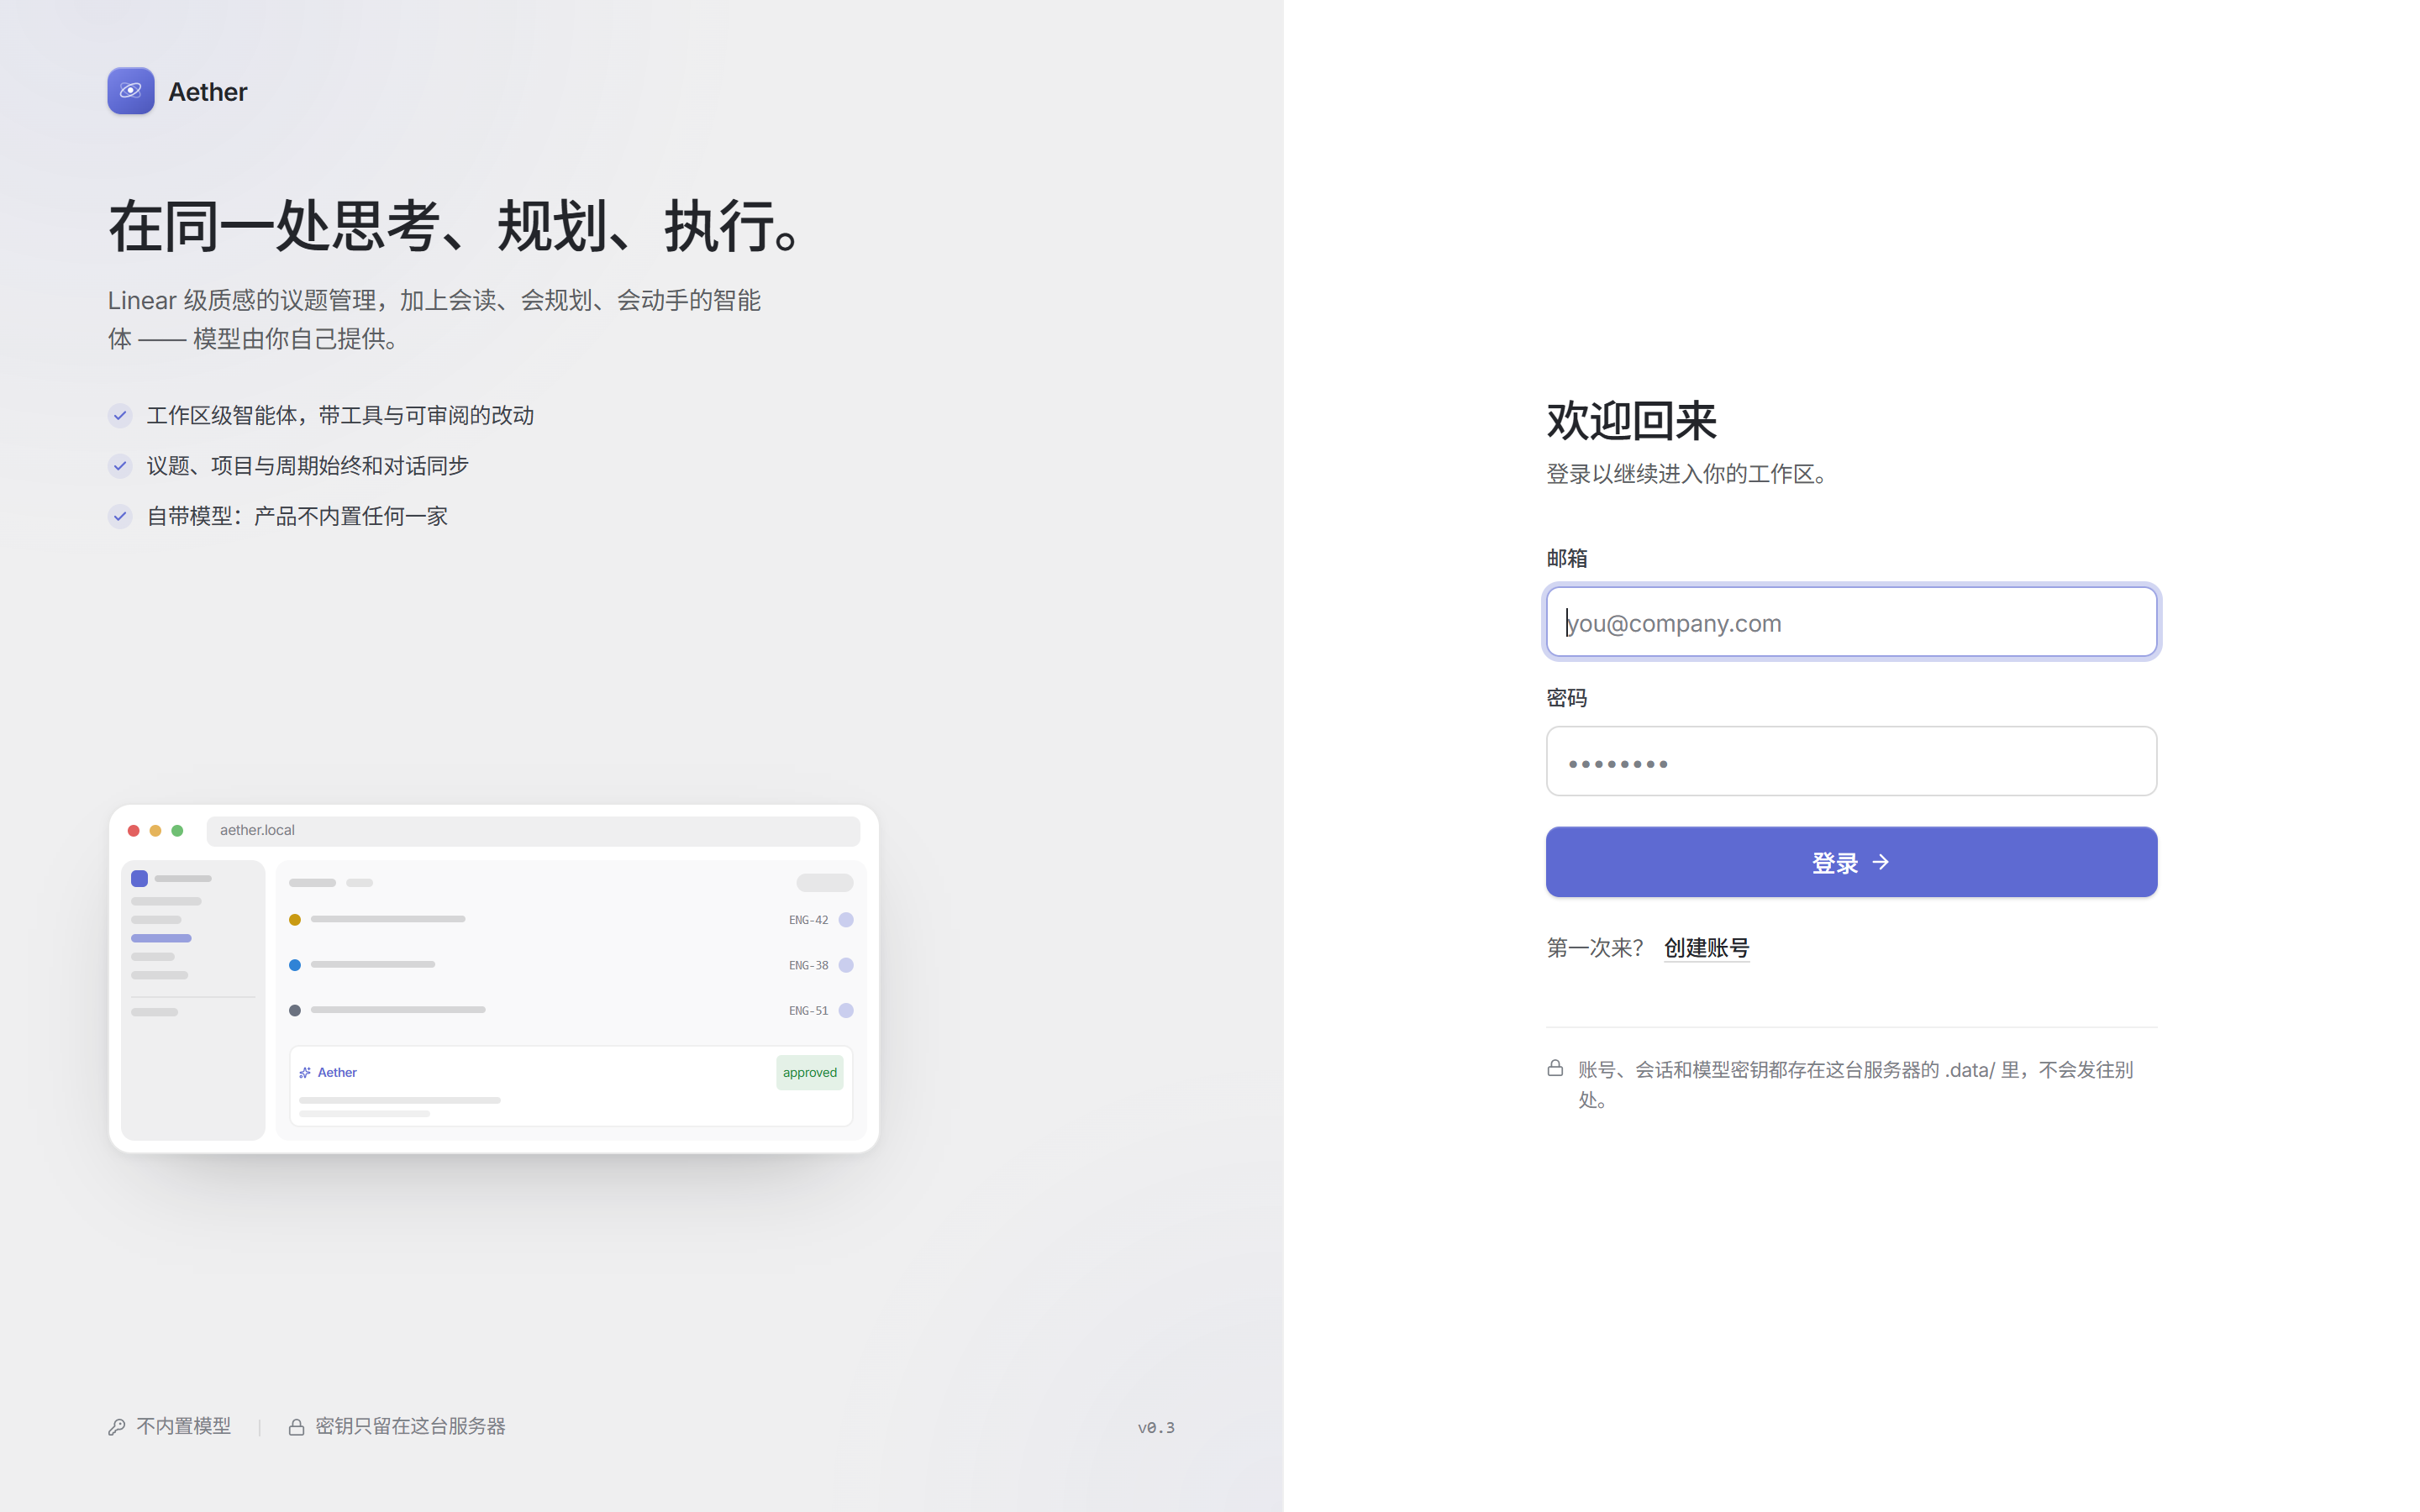 Aether
在同一处思考、规划、执行。
Linear 级质感的议题管理，加上会读、会规划、会动手的智能
体 —— 模型由你自己提供。
工作区级智能体，带工具与可审阅的改动
议题、项目与周期始终和对话同步
自带模型：产品不内置任何一家
aether.local
ENG-42
ENG-38
ENG-51
Aether
approved
不内置模型
密钥只留在这台服务器
v0.3
欢迎回来
登录以继续进入你的工作区。
邮箱
you@company.com
密码
••••••••
登录 →
第一次来？ 创建账号
账号、会话和模型密钥都存在这台服务器的 .data/ 里，不会发往别
处。